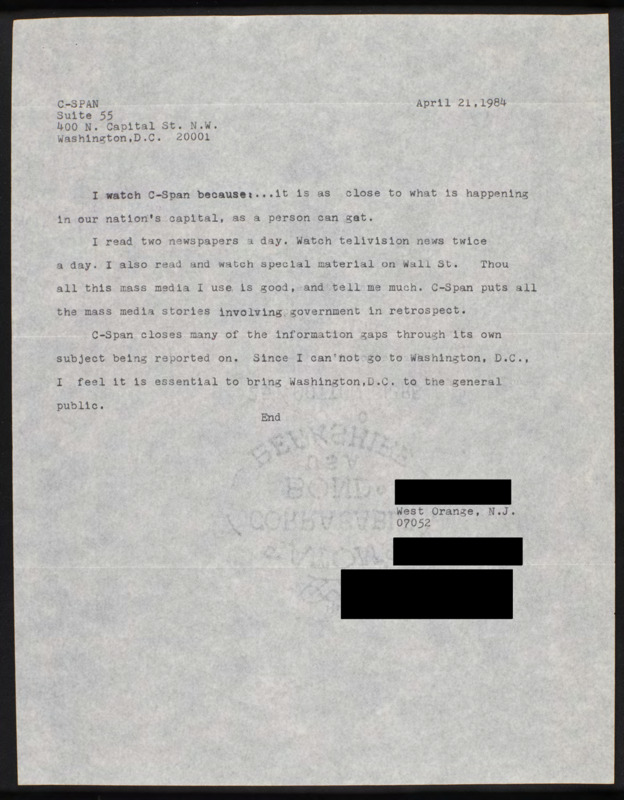 C-SPAN
April 21,1984
Suite 55
400 N. Capital St. N.W.
Washington,D.C. 20001
I watch C-Span because:...it is as close to what is happening
in our nation's capital, as a person can get.
I read two newspapers a day. Watch telivision news twice
a day. I also read and watch special material on Wall St. Thou
all this mass media I use is good, and tell me much. C-Span puts all
the mass media stories involving government in retrospect.
C-Span closes many of the information gaps through its own
subject being reported on. Since I can'not go to Washington, D.C.,
I feel it is essential to bring Washington,D.C. to the general
public.
End
BERKSHIRE
USA
BOND
West Orange, N.J.
07052